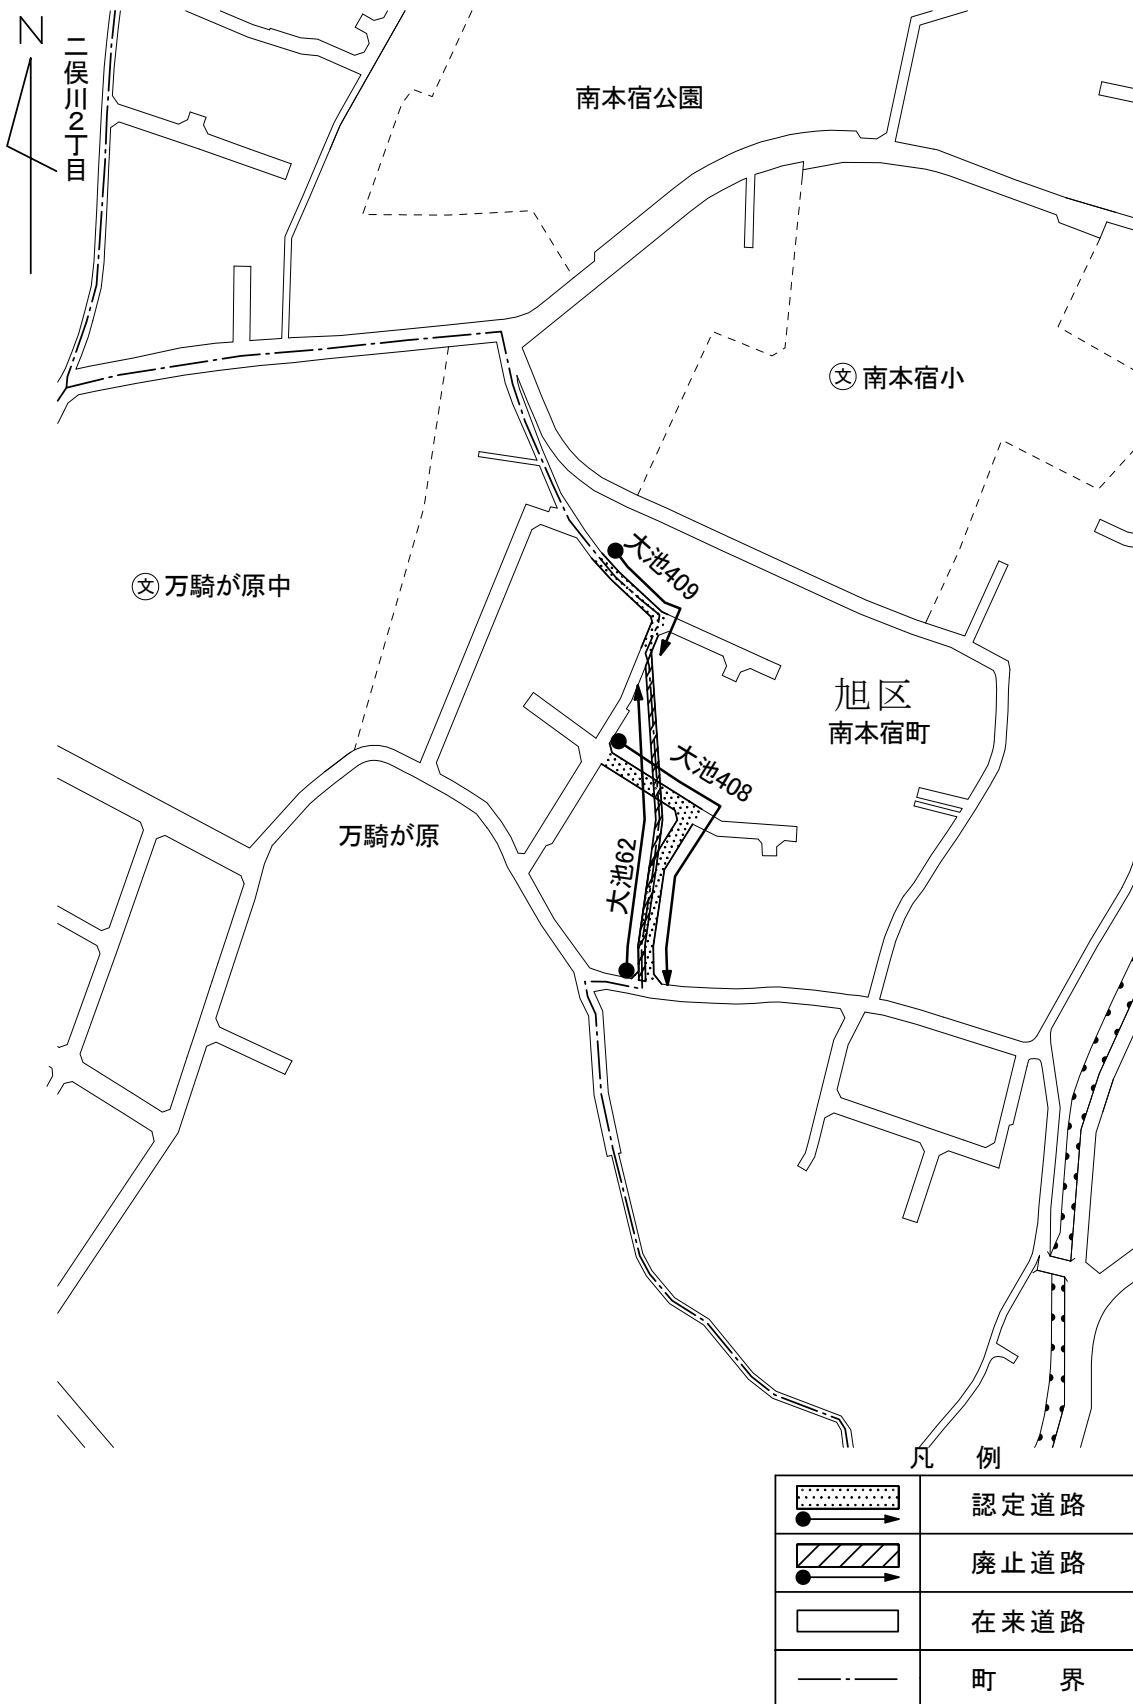 N
二俣川2丁目
南本宿公園
文 南本宿小
文 万騎が原中
大池409
旭区
南本宿町
大池408
万騎が原
大池62
凡 例
認定道路
廃止道路
在来道路
町 界